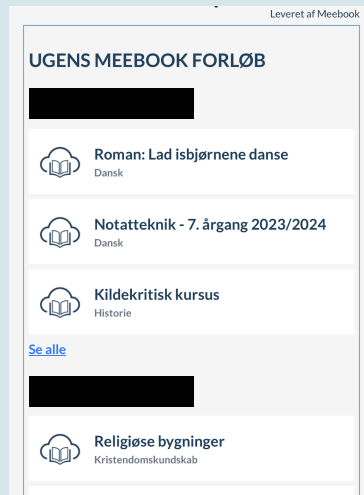 Leveret af Meebook
UGENS MEEBOOK FORLØB
Roman: Lad isbjørnene danse
Dansk
Notatteknik - 7. årgang 2023/2024
Dansk
Kildekritisk kursus
Historie
Se alle
Religiøse bygninger
Kristendomskundskab